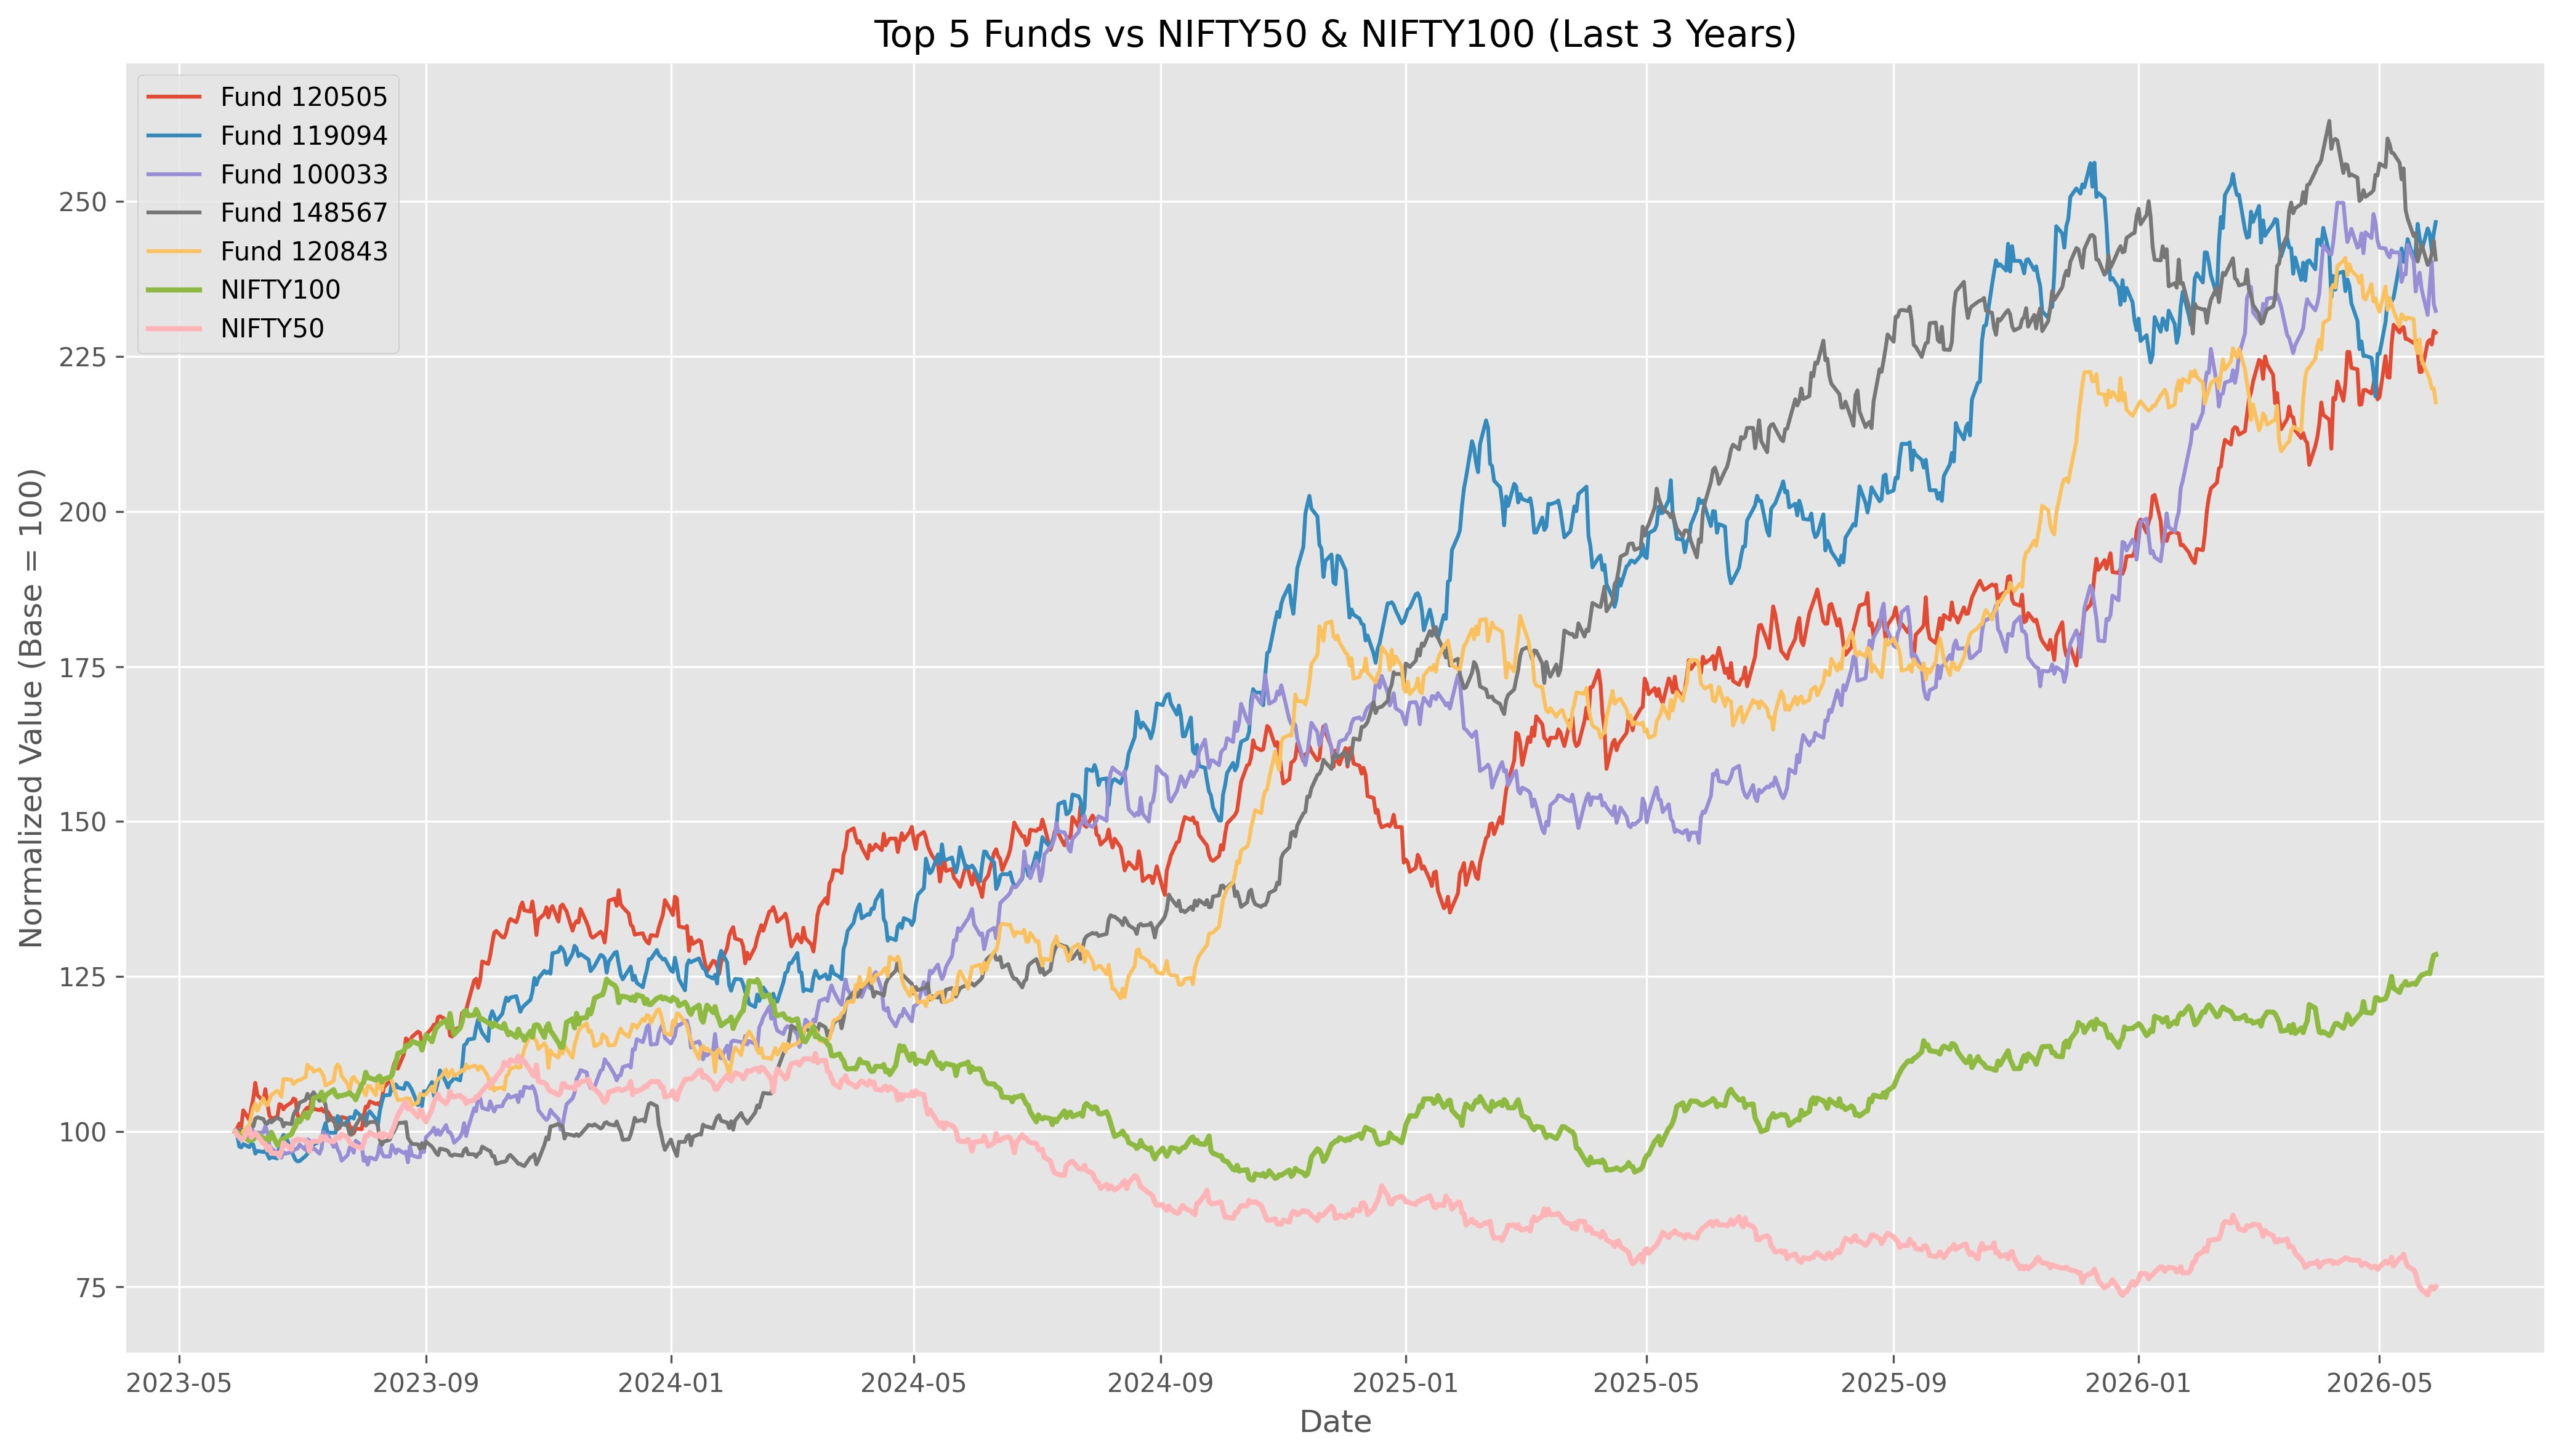 Top 5 Funds vs NIFTY50 & NIFTY100 (Last 3 Years)
Fund 120505
Fund 119094
Fund 100033
Fund 148567
Fund 120843
NIFTY100
NIFTY50
Normalized Value (Base = 100)
250
225
200
175
150
125
100
75
2023-05 2023-09 2024-01 2024-05 2024-09 2025-01 2025-05 2025-09 2026-01 2026-05
Date